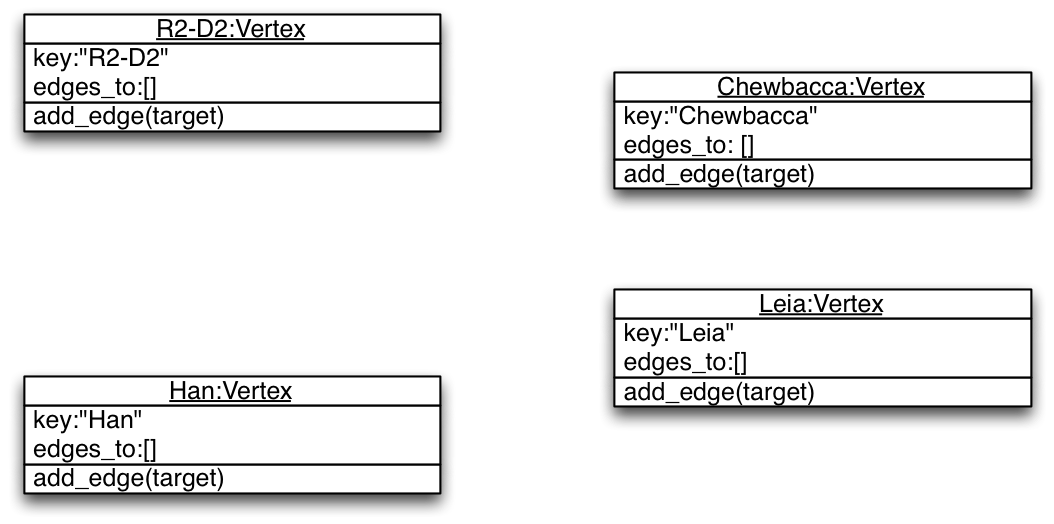 R2-D2:Vertex
key:"R2-D2"
edges_to:[]
add_edge(target)
Chewbacca:Vertex
key:"Chewbacca"
edges_to: []
add_edge(target)
Leia:Vertex
key:"Leia"
edges_to:[]
add_edge(target)
Han:Vertex
key:"Han"
edges_to:[]
add_edge(target)